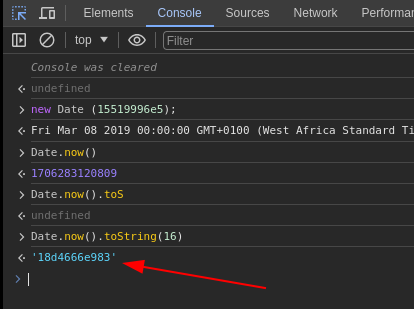 Elements Console Sources Network Performan
top Filter
Console was cleared
undefined
new Date (15519996e5);
Fri Mar 08 2019 00:00:00 GMT+0100 (West Africa Standard Ti
Date.now()
1706283120809
Date.now().toS
undefined
Date.now().toString(16)
'18d4666e983'